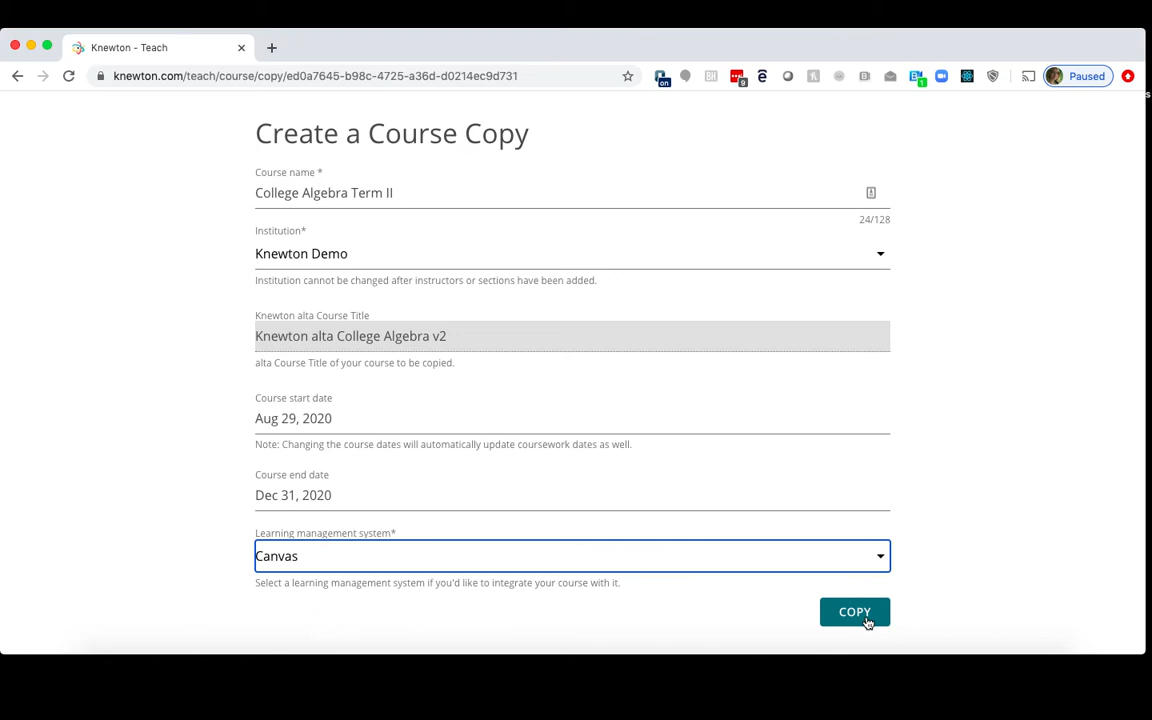 Knewton - Teach
knewton.com/teach/course/copy/ed0a7645-b98c-4725-a36d-d0214ec9d731
on
9
BH
1
Paused
Create a Course Copy
Course name *
College Algebra Term II
24/128
Institution*
Knewton Demo
Institution cannot be changed after instructors or sections have been added.
Knewton alta Course Title
Knewton alta College Algebra v2
alta Course Title of your course to be copied.
Course start date
Aug 29, 2020
Note: Changing the course dates will automatically update coursework dates as well.
Course end date
Dec 31, 2020
Learning management system*
Canvas
Select a learning management system if you'd like to integrate your course with it.
COPY